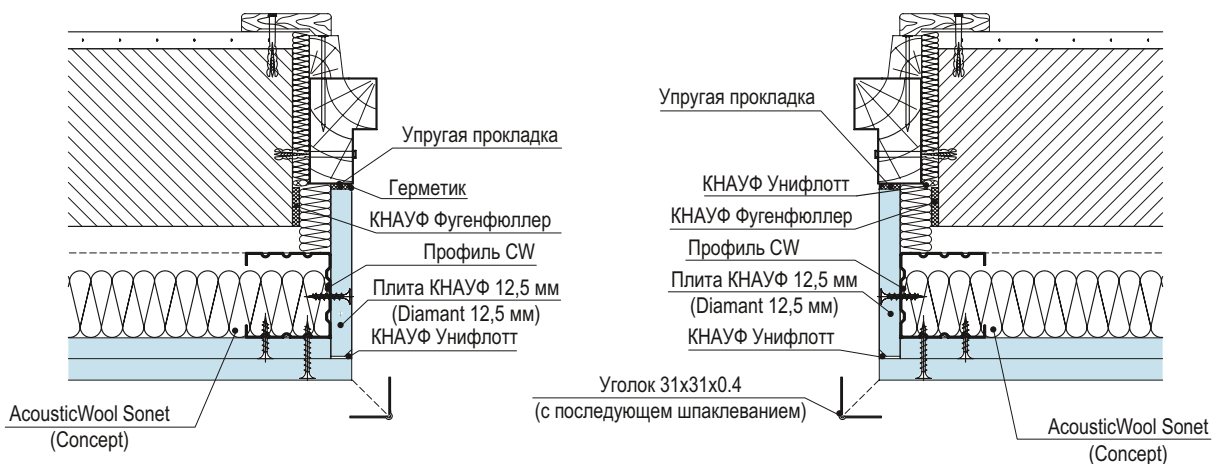 Упругая прокладка
Герметик
КНАУФ Фугенфюллер
Профиль CW
Плита КНАУФ 12,5 мм
(Diamant 12,5 мм)
КНАУФ Унифлотт
AcousticWool Sonet
(Concept)
Упругая прокладка
КНАУФ Унифлотт
КНАУФ Фугенфюллер
Профиль CW
Плита КНАУФ 12,5 мм
(Diamant 12,5 мм)
КНАУФ Унифлотт
Уголок 31x31x0.4
(с последующем шпаклеванием)
AcousticWool Sonet
(Concept)